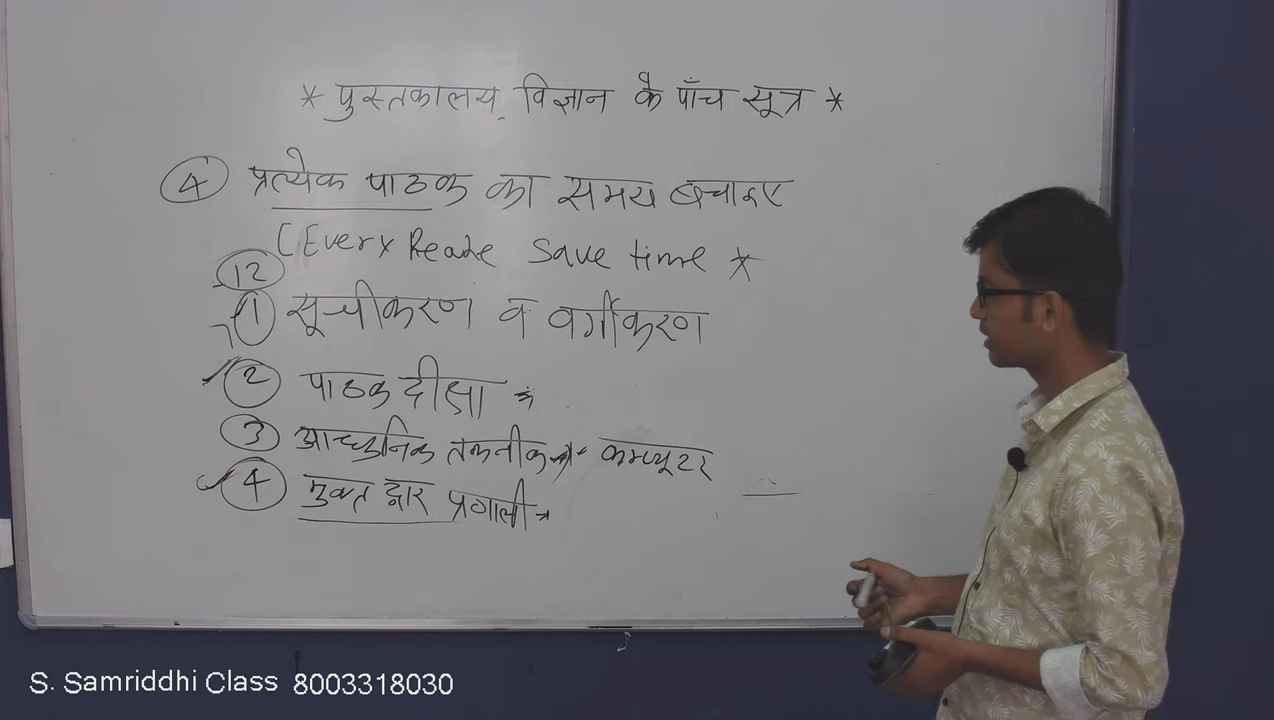 * पुस्तकालय विज्ञान के पाँच सूत्र *
4 प्रत्येक पाठक का समय बचाइए
(Every Reade Save time *
12
1 सूचीकरण व वर्गीकरण
2 पाठक दीक्षा
3 आधुनिक तकनीक कम्प्यूटर
4 मुक्त द्वार प्रणाली
S. Samriddhi Class 8003318030